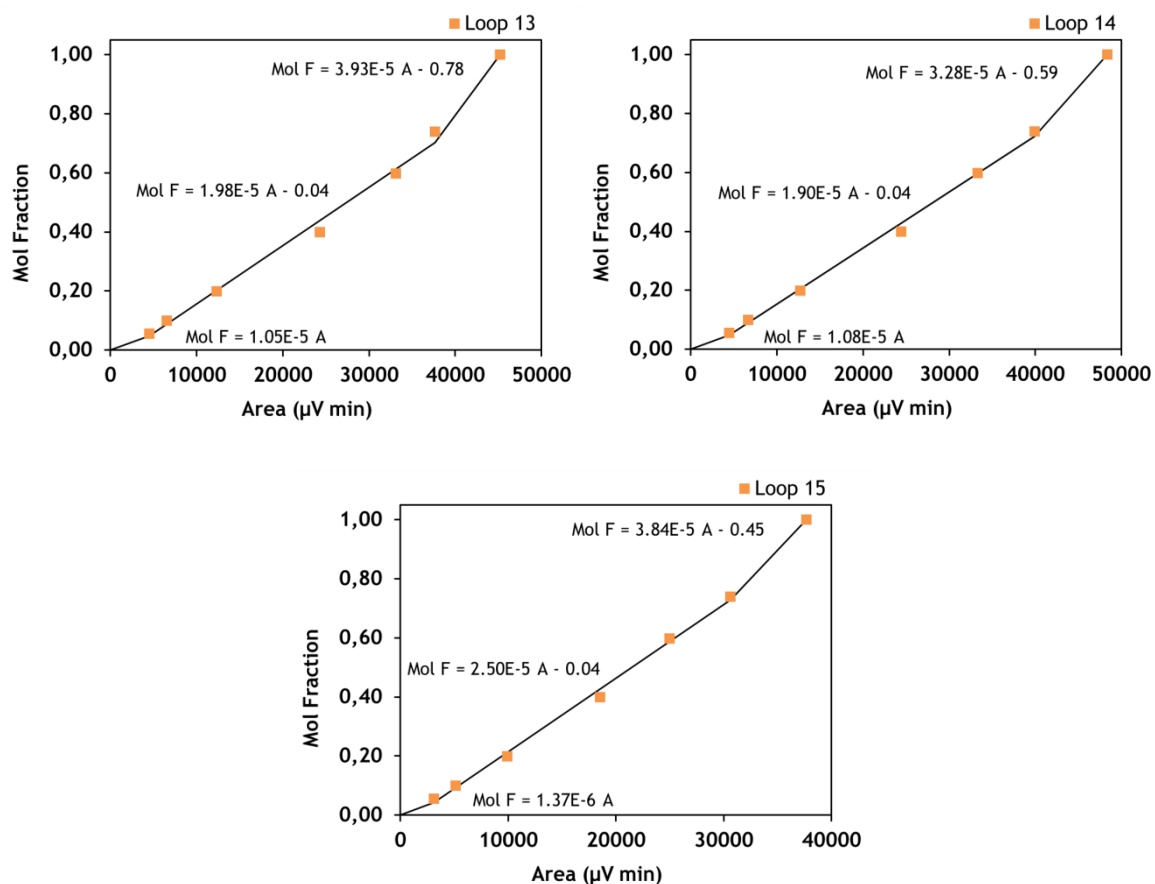 Loop 13
Mol Fraction
1,00
0,80
0,60
0,40
0,20
0,00
Mol F = 3.93E-5 A - 0.78
Mol F = 1.98E-5 A - 0.04
Mol F = 1.05E-5 A
0 10000 20000 30000 40000 50000
Area (µV min)
Loop 14
Mol Fraction
1,00
0,80
0,60
0,40
0,20
0,00
Mol F = 3.28E-5 A - 0.59
Mol F = 1.90E-5 A - 0.04
Mol F = 1.08E-5 A
0 10000 20000 30000 40000 50000
Area (µV min)
Loop 15
Mol Fraction
1,00
0,80
0,60
0,40
0,20
0,00
Mol F = 3.84E-5 A - 0.45
Mol F = 2.50E-5 A - 0.04
Mol F = 1.37E-6 A
0 10000 20000 30000 40000
Area (µV min)